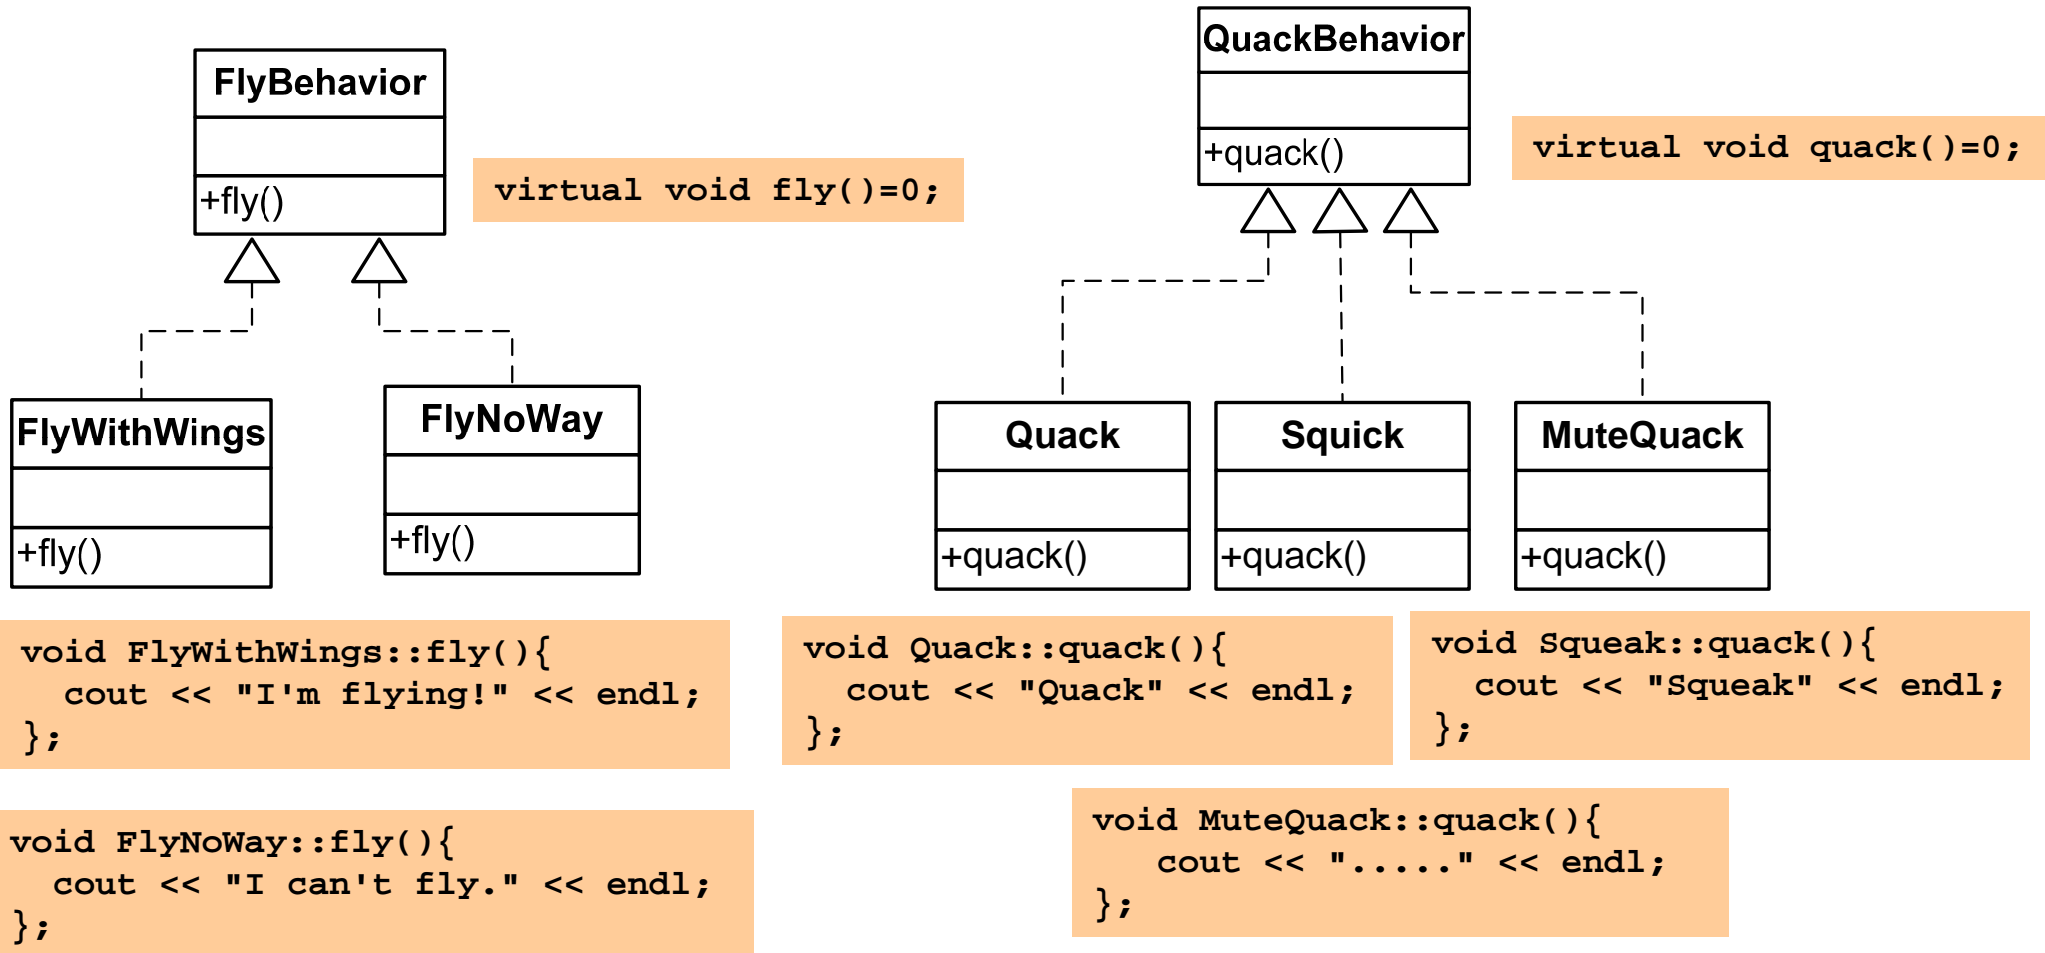 FlyBehavior
+fly()
virtual void fly()=0;
FlyWithWings
+fly()
FlyNoWay
+fly()
void FlyWithWings::fly(){
  cout << "I'm flying!" << endl;
};
void FlyNoWay::fly(){
  cout << "I can't fly." << endl;
};
QuackBehavior
+quack()
virtual void quack()=0;
Quack
+quack()
Squick
+quack()
MuteQuack
+quack()
void Quack::quack(){
  cout << "Quack" << endl;
};
void Squeak::quack(){
  cout << "Squeak" << endl;
};
void MuteQuack::quack(){
   cout << "....." << endl;
};